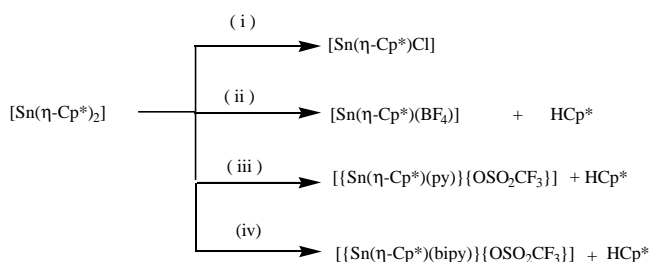 ( i )
[Sn(η-Cp*)Cl]
( ii )
[Sn(η-Cp*)₂]
[Sn(η-Cp*)(BF₄)] + HCp*
(iii)
[{Sn(η-Cp*)(py)}{OSO₂CF₃}] + HCp*
(iv)
[{Sn(η-Cp*)(bipy)}{OSO₂CF₃}] + HCp*